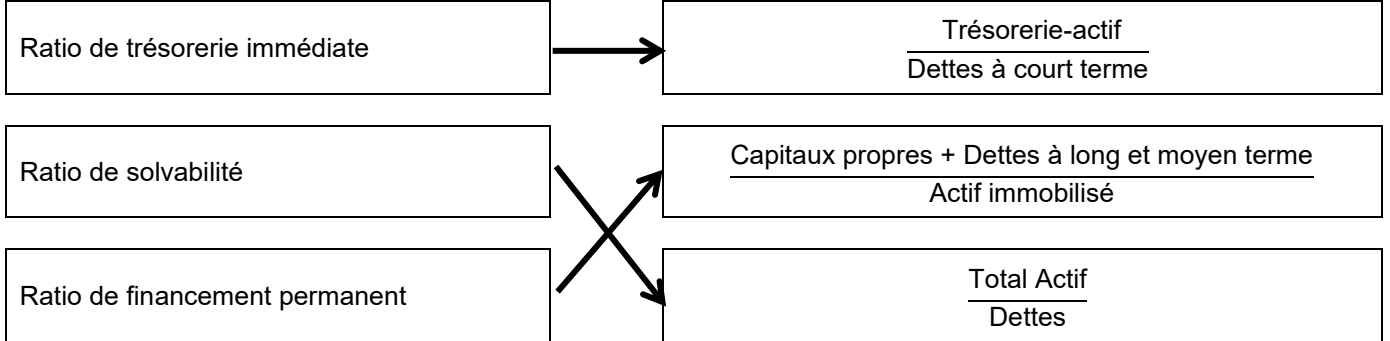 Ratio de trésorerie immédiate
Trésorerie-actif
Dettes à court terme
Ratio de solvabilité
Capitaux propres + Dettes à long et moyen terme
Actif immobilisé
Ratio de financement permanent
Total Actif
Dettes